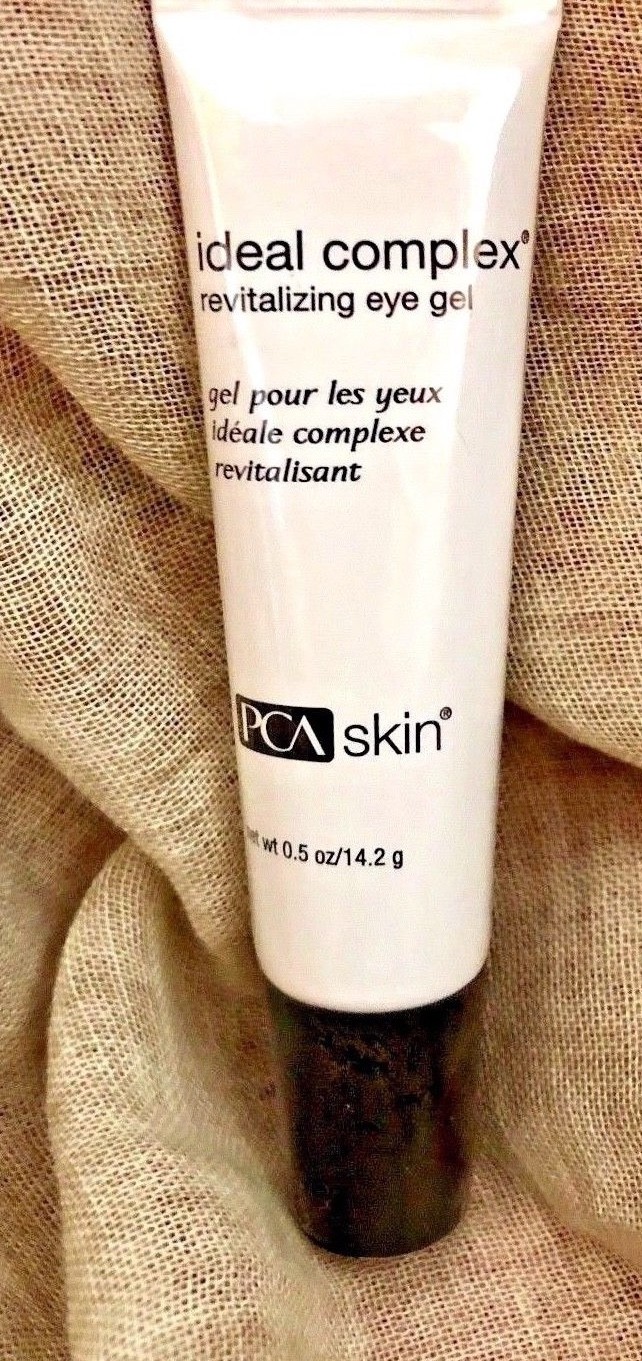 ideal complex®
revitalizing eye gel
gel pour les yeux
idéale complexe
revitalisant
PCA skin®
wt 0.5 oz/14.2 g